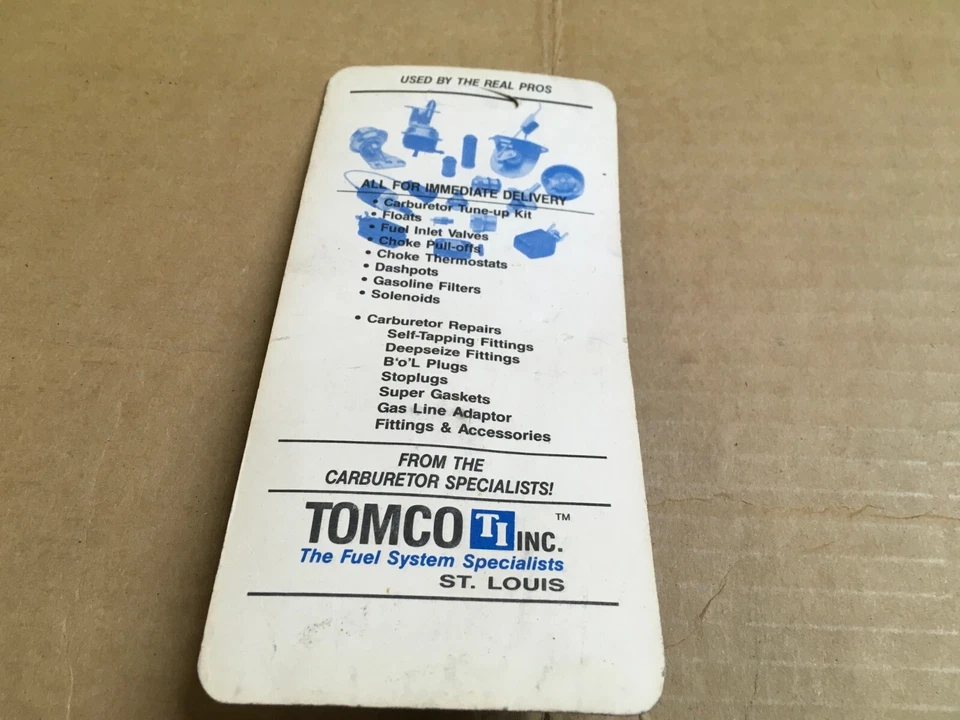 USED BY THE REAL PROS
ALL FOR IMMEDIATE DELIVERY
• Carburetor Tune-up Kit
• Floats
• Fuel Inlet Valves
• Choke Pull-offs
• Choke Thermostats
• Dashpots
• Gasoline Filters
• Solenoids
• Carburetor Repairs
Self-Tapping Fittings
Deepseize Fittings
B'o'L Plugs
Stoplugs
Super Gaskets
Gas Line Adaptor
Fittings & Accessories
FROM THE
CARBURETOR SPECIALISTS!
TOMCO TI INC.™
The Fuel System Specialists
ST. LOUIS